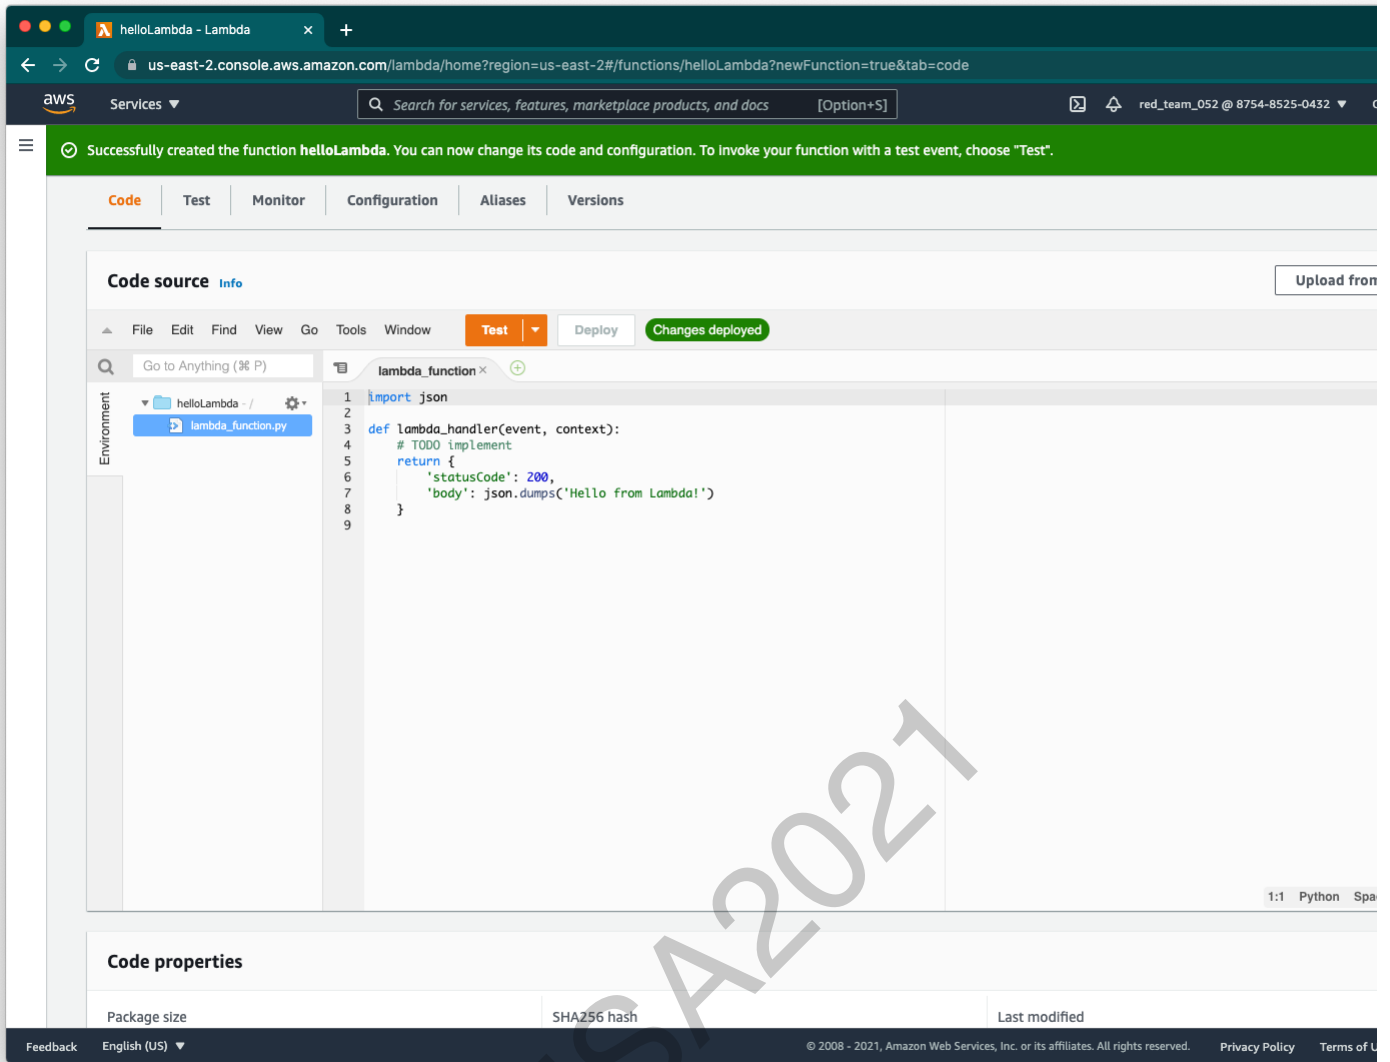 helloLambda - Lambda
us-east-2.console.aws.amazon.com/lambda/home?region=us-east-2#/functions/helloLambda?newFunction=true&tab=code
aws Services Search for services, features, marketplace products, and docs [Option+S] red_team_052 @ 8754-8525-0432
Successfully created the function helloLambda. You can now change its code and configuration. To invoke your function with a test event, choose "Test".
Code Test Monitor Configuration Aliases Versions
Code source Info Upload from
File Edit Find View Go Tools Window Test Deploy Changes deployed
Go to Anything (⌘ P) lambda_function
Environment
helloLambda - /
lambda_function.py
1 import json
2
3 def lambda_handler(event, context):
4 # TODO implement
5 return {
6 'statusCode': 200,
7 'body': json.dumps('Hello from Lambda!')
8 }
9
1:1 Python
Code properties
Package size SHA256 hash Last modified
Feedback English (US) © 2008 - 2021, Amazon Web Services, Inc. or its affiliates. All rights reserved. Privacy Policy Terms of
SA2021